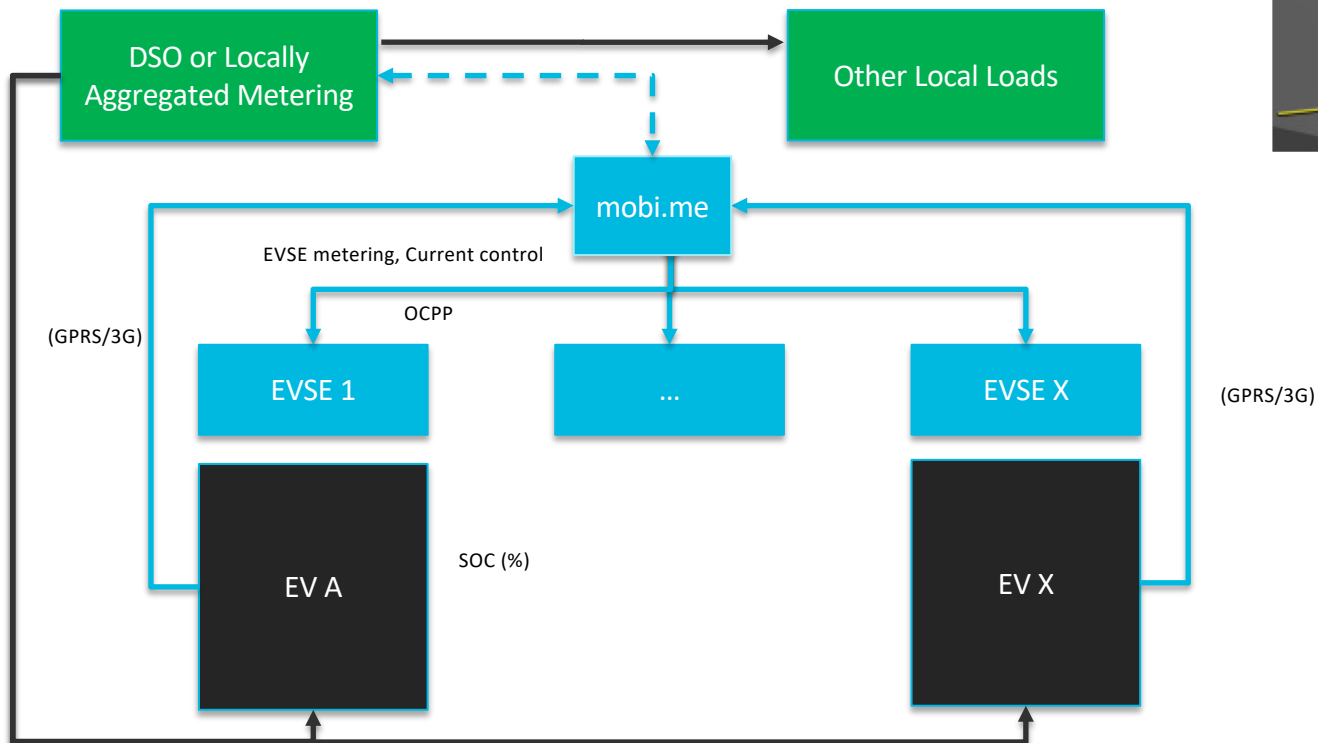 DSO or Locally
Aggregated Metering
Other Local Loads
mobi.me
EVSE metering, Current control
OCPP
(GPRS/3G)
EVSE 1
...
EVSE X
(GPRS/3G)
SOC (%)
EV A
EV X